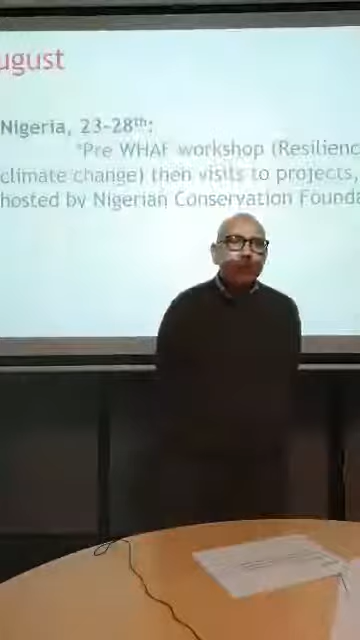 ugust
Nigeria, 23-28th:
*Pre WHAF workshop (Resilienc
climate change) then visits to projects,
hosted by Nigerian Conservation Founda